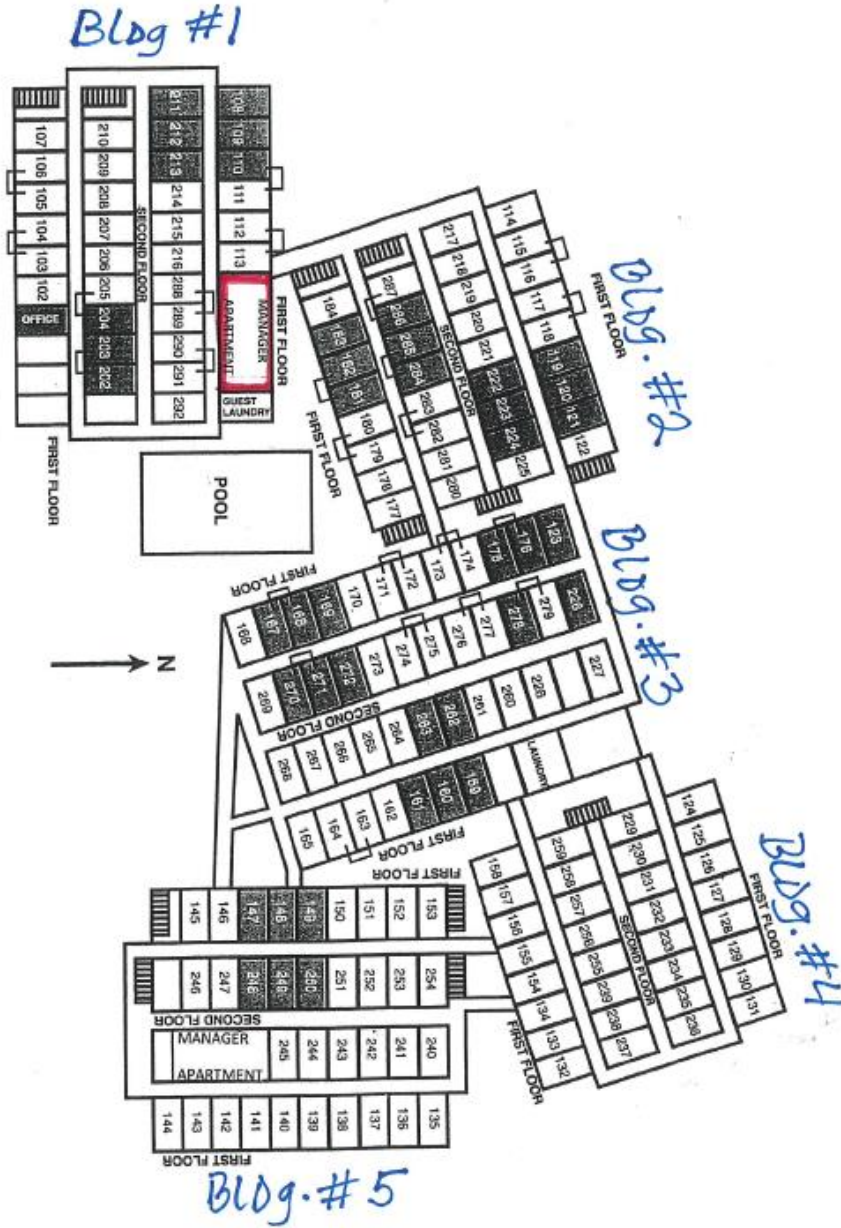 Bldg #1
107 106 105 104 103 102 OFFICE
FIRST FLOOR
210 209 208 207 206 205 204 203 202
SECOND FLOOR
211 212 213 214 215 216 288 289 290 291 292
108 109 110 111 112 113
MANAGER
APARTMENT
FIRST FLOOR
GUEST
LAUNDRY
POOL
N
Bldg. #2
114 115 116 117 118 119 120 121 122
FIRST FLOOR
217 218 219 220 221 222 223 224 225
SECOND FLOOR
287 286 285 284 283 282 281 280
184 183 182 181 180 179 178 177
FIRST FLOOR
Bldg. #3
FIRST FLOOR
168 167 168 169 170 171 172 173 174 175 176 123
269 270 271 272 273 274 275 276 277 278 279 226
SECOND FLOOR
268 267 266 265 264 263 262 261 260 228 227
165 164 163 162 161 160 159
LAUNDRY
FIRST FLOOR
Bldg. #4
124 125 126 127 128 129 130 131
FIRST FLOOR
229 230 231 232 233 234 235 236
SECOND FLOOR
259 258 257 256 255 239 238 237
158 157 156 155 154 134 133 132
FIRST FLOOR
FIRST FLOOR
145 146 147 148 149 150 151 152 153
246 247 248 249 250 251 252 253 254
SECOND FLOOR
MANAGER
APARTMENT
245 244 243 242 241 240
144 143 142 141 140 139 138 137 136 135
FIRST FLOOR
Bldg. #5